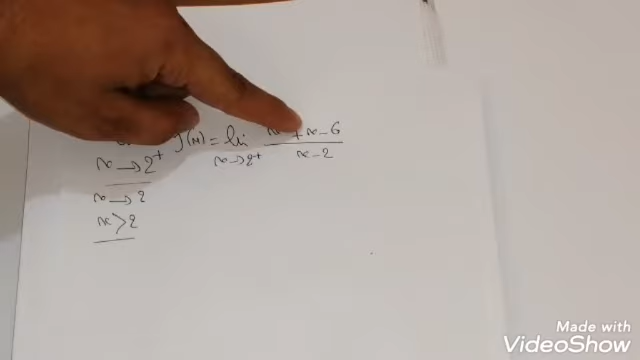 f(x) = lim x + x - 6
x → 2⁺ x → 2⁺ x - 2
x → 2
x > 2
Made with
VideoShow